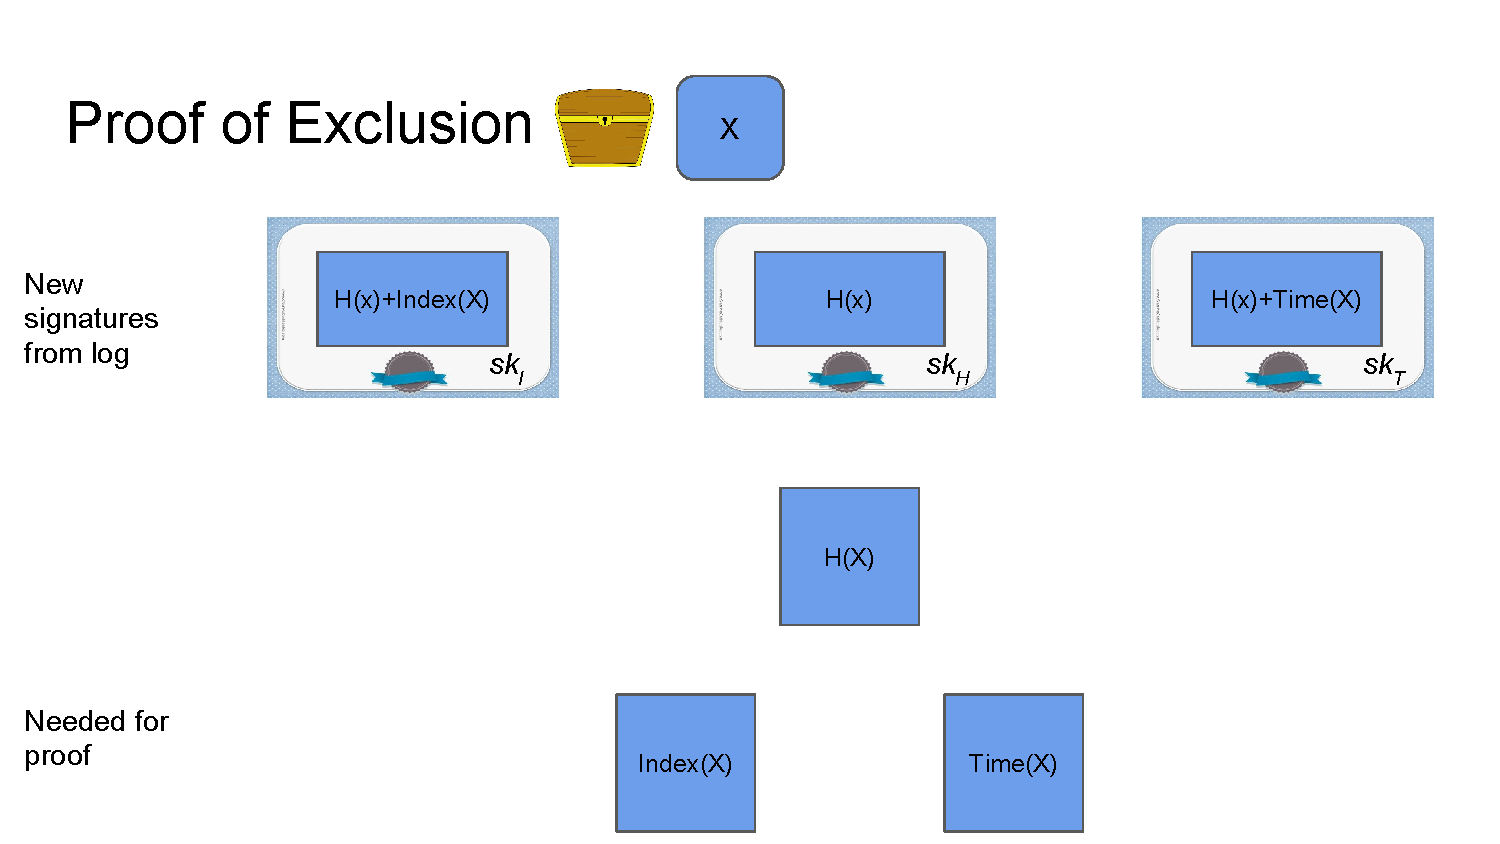 Proof of Exclusion
x
New
signatures
from log
H(x)+Index(X)
sk_I
H(x)
sk_H
H(x)+Time(X)
sk_T
H(X)
Needed for
proof
Index(X)
Time(X)